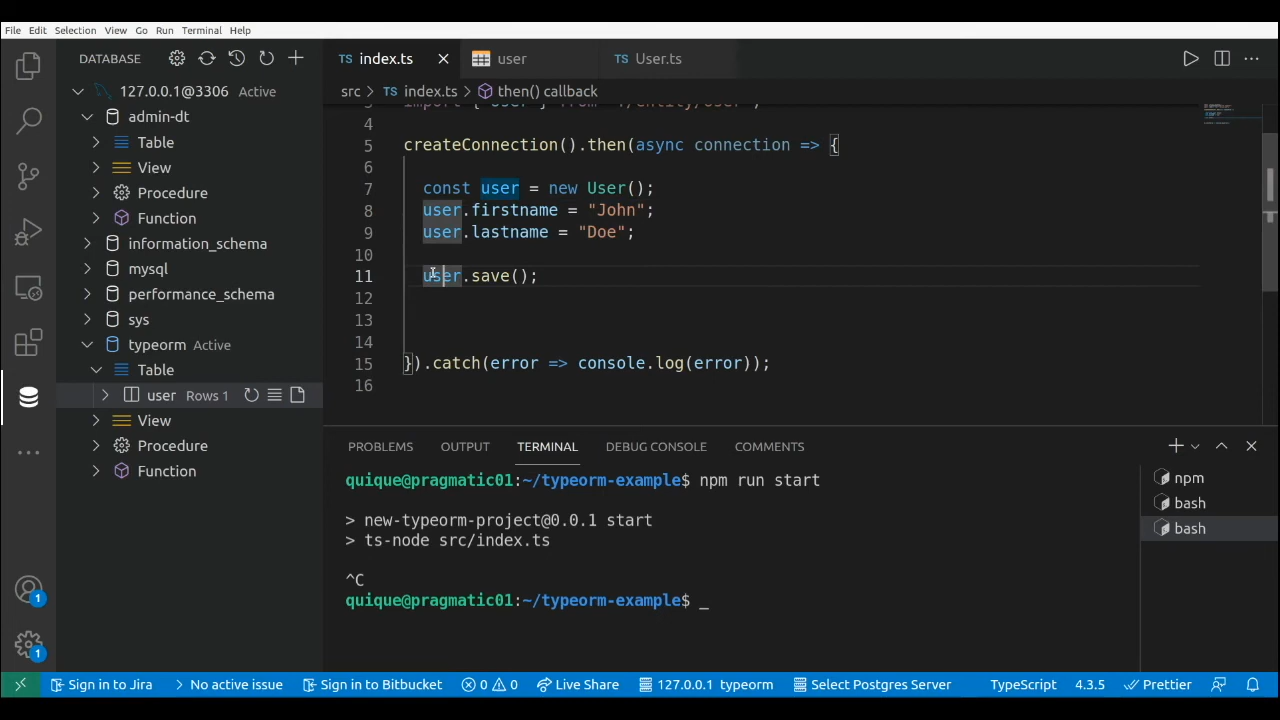 File Edit Selection View Go Run Terminal Help
DATABASE
TS index.ts
user
TS User.ts
127.0.0.1@3306 Active
src > TS index.ts > then() callback
admin-dt
Table
View
Procedure
Function
information_schema
mysql
performance_schema
sys
typeorm Active
Table
user Rows 1
View
Procedure
Function
4
5 createConnection().then(async connection => {
6
7 const user = new User();
8 user.firstname = "John";
9 user.lastname = "Doe";
10
11 user.save();
12
13
14
15 }).catch(error => console.log(error));
16
PROBLEMS OUTPUT TERMINAL DEBUG CONSOLE COMMENTS
quique@pragmatic01:~/typeorm-example$ npm run start
> new-typeorm-project@0.0.1 start
> ts-node src/index.ts
^C
quique@pragmatic01:~/typeorm-example$ _
npm
bash
bash
1
1
Sign in to Jira No active issue Sign in to Bitbucket 0 0 Live Share 127.0.0.1 typeorm Select Postgres Server TypeScript 4.3.5 Prettier